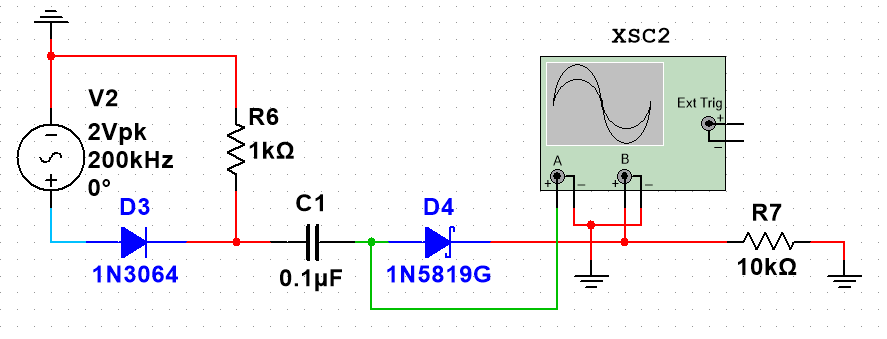 XSC2
V2
2Vpk
200kHz
0°
R6
1kΩ
Ext Trig
+
−
A
B
+
−
+
−
−
+
D3
1N3064
C1
0.1µF
D4
1N5819G
R7
10kΩ